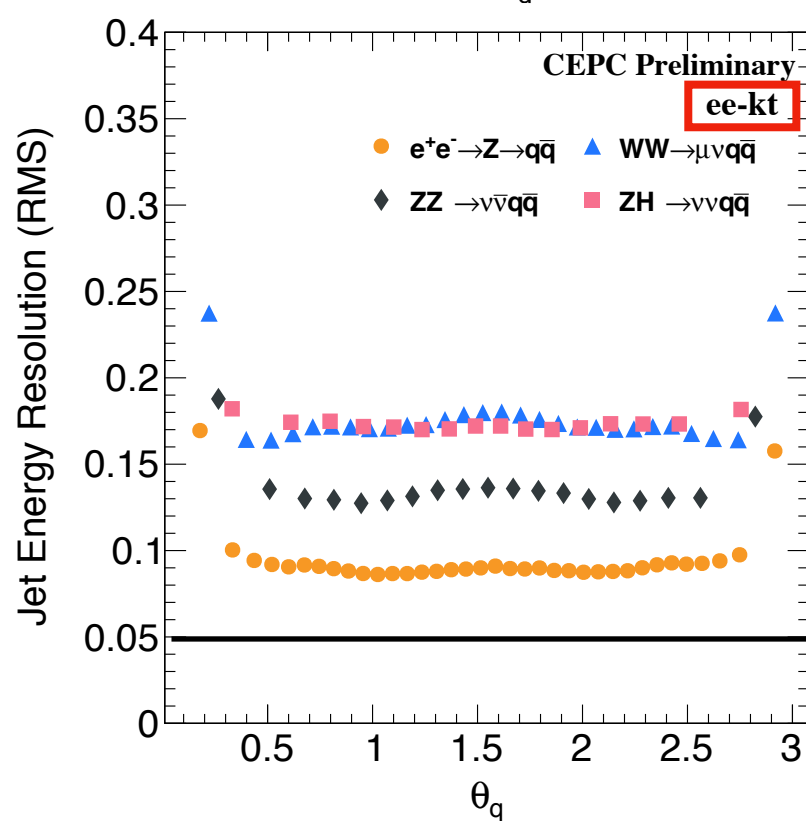 q
0.4
CEPC Preliminary
ee-kt
0.35
e⁺e⁻→Z→qq̅ WW→μνqq̅
ZZ →νν̅qq̅ ZH →ννqq̅
0.3
0.25
0.2
0.15
0.1
0.05
0
Jet Energy Resolution (RMS)
0.5 1 1.5 2 2.5 3
θq